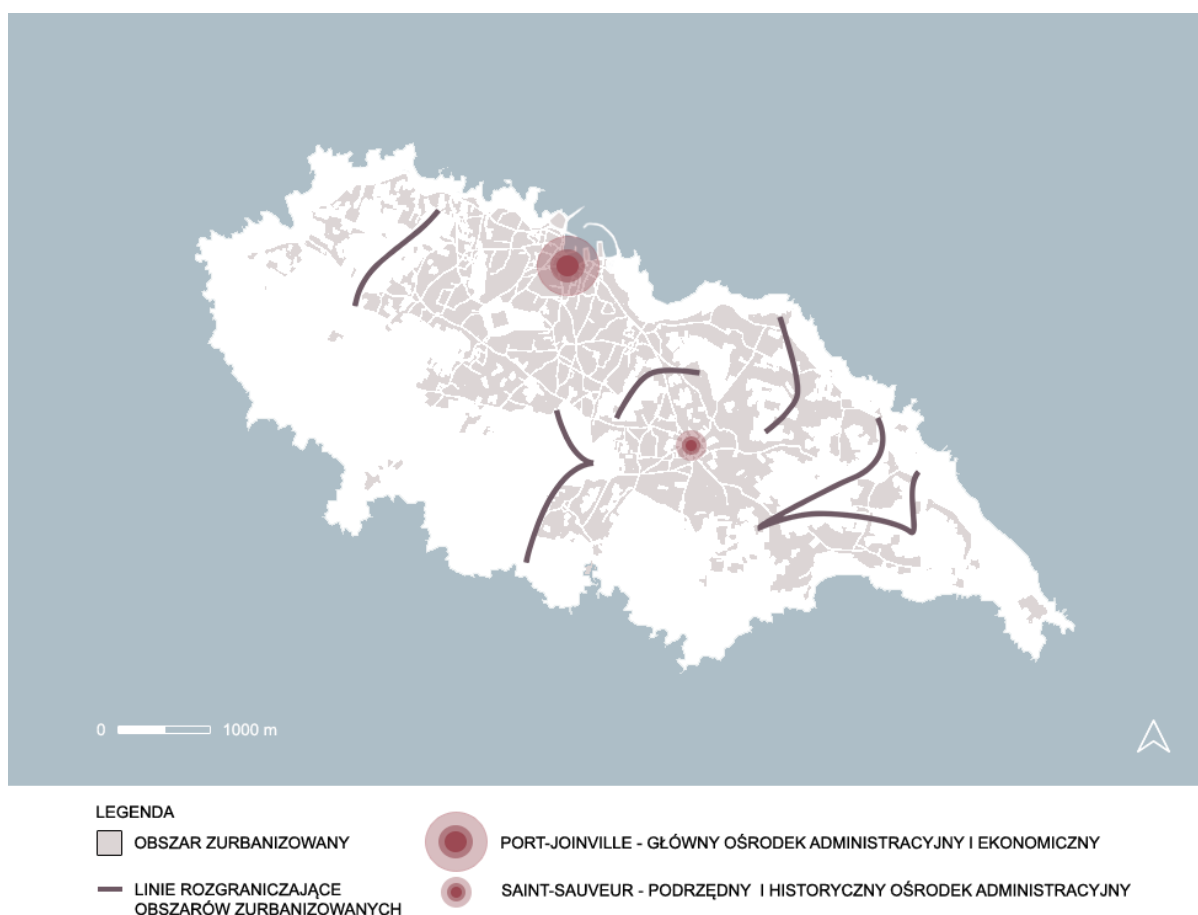 0 1000 m
LEGENDA
OBSZAR ZURBANIZOWANY
LINIE ROZGRANICZAJĄCE
OBSZARÓW ZURBANIZOWANYCH
PORT-JOINVILLE - GŁÓWNY OŚRODEK ADMINISTRACYJNY I EKONOMICZNY
SAINT-SAUVEUR - PODRZĘDNY I HISTORYCZNY OŚRODEK ADMINISTRACYJNY